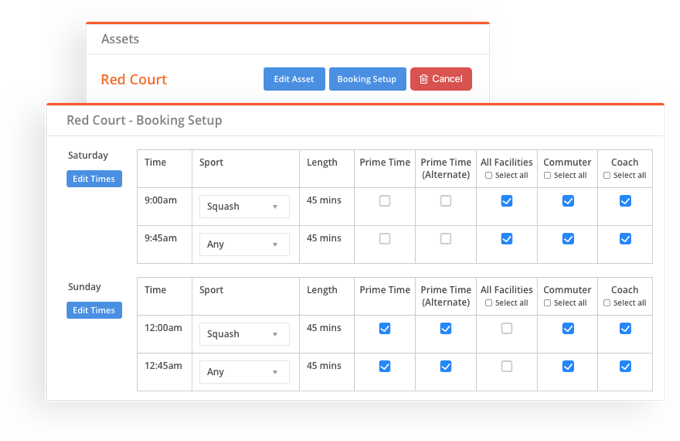 Assets
Red Court
Edit Asset
Booking Setup
Cancel
Red Court - Booking Setup
Saturday
Edit Times
Time Sport Length Prime Time Prime Time (Alternate) All Facilities Select all Commuter Select all Coach Select all
9:00am Squash 45 mins
9:45am Any 45 mins
Sunday
Edit Times
Time Sport Length Prime Time Prime Time (Alternate) All Facilities Select all Commuter Select all Coach Select all
12:00am Squash 45 mins
12:45am Any 45 mins